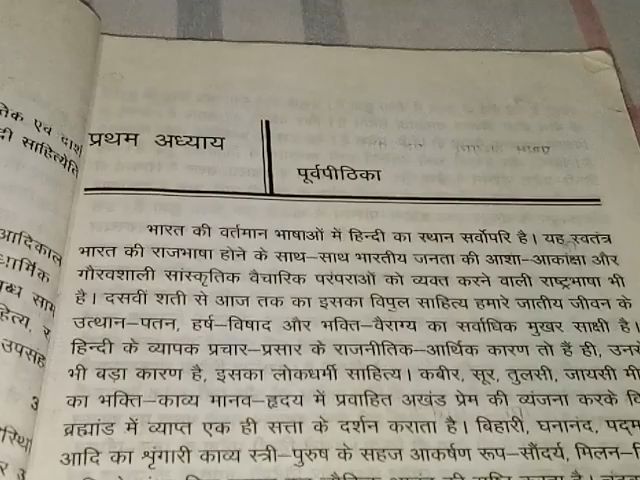 प्रथम अध्याय
पूर्वपीठिका
भारत की वर्तमान भाषाओं में हिन्दी का स्थान सर्वोपरि है। यह स्वतंत्र
भारत की राजभाषा होने के साथ–साथ भारतीय जनता की आशा–आकांक्षा और
गौरवशाली सांस्कृतिक वैचारिक परंपराओं को व्यक्त करने वाली राष्ट्रभाषा भी
है। दसवीं शती से आज तक का इसका विपुल साहित्य हमारे जातीय जीवन के
उत्थान–पतन, हर्ष–विषाद और भक्ति–वैराग्य का सर्वाधिक मुखर साक्षी है।
हिन्दी के व्यापक प्रचार–प्रसार के राजनीतिक–आर्थिक कारण तो हैं ही,
भी बड़ा कारण है, इसका लोकधर्मी साहित्य। कबीर, सूर, तुलसी, जायसी
का भक्ति–काव्य मानव–हृदय में प्रवाहित अखंड प्रेम की व्यंजना करके
ब्रह्मांड में व्याप्त एक ही सत्ता के दर्शन कराता है। बिहारी, घनानंद,
आदि का शृंगारी काव्य स्त्री–पुरुष के सहज आकर्षण रूप–सौंदर्य,
एवं
साहित्येति
आदिकाल
धार्मिक